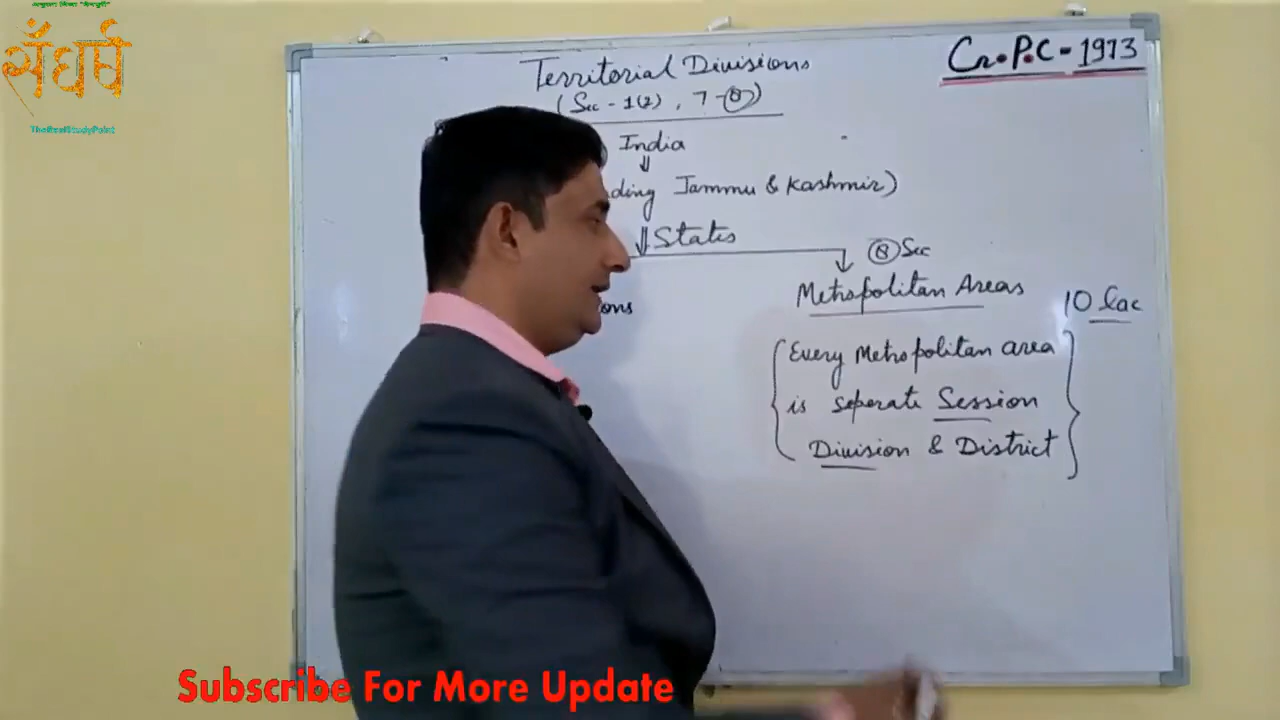 संघर्ष
TheRealStudyPoint
Cr.P.C - 1973
Territorial Divisions
(Sec - 1(2), 7-8)
India
ding Jammu & Kashmir)
States
8 Sec
ons
Metropolitan Areas
10 lac
Every Metropolitan area
is seperate Session
Division & District
Subscribe For More Update